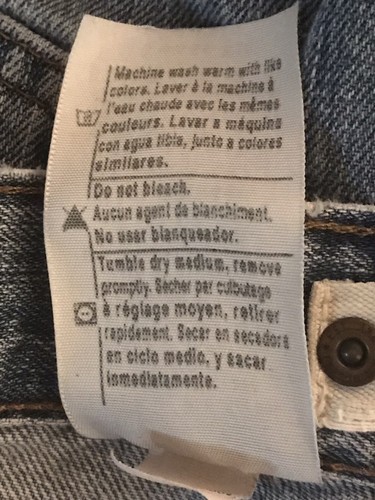 Machine wash warm with like
colors. Laver à la machine à
l'eau chaude avec les mêmes
couleurs. Lavar a máquina
con agua tibia, junto a colores
similares.
Do not bleach.
Aucun agent de blanchiment.
No usar blanqueador.
Tumble dry medium, remove
promptly. Sécher par culbutage
à réglage moyen, retirer
rapidement. Secar en secadora
en ciclo medio, y sacar
inmediatamente.